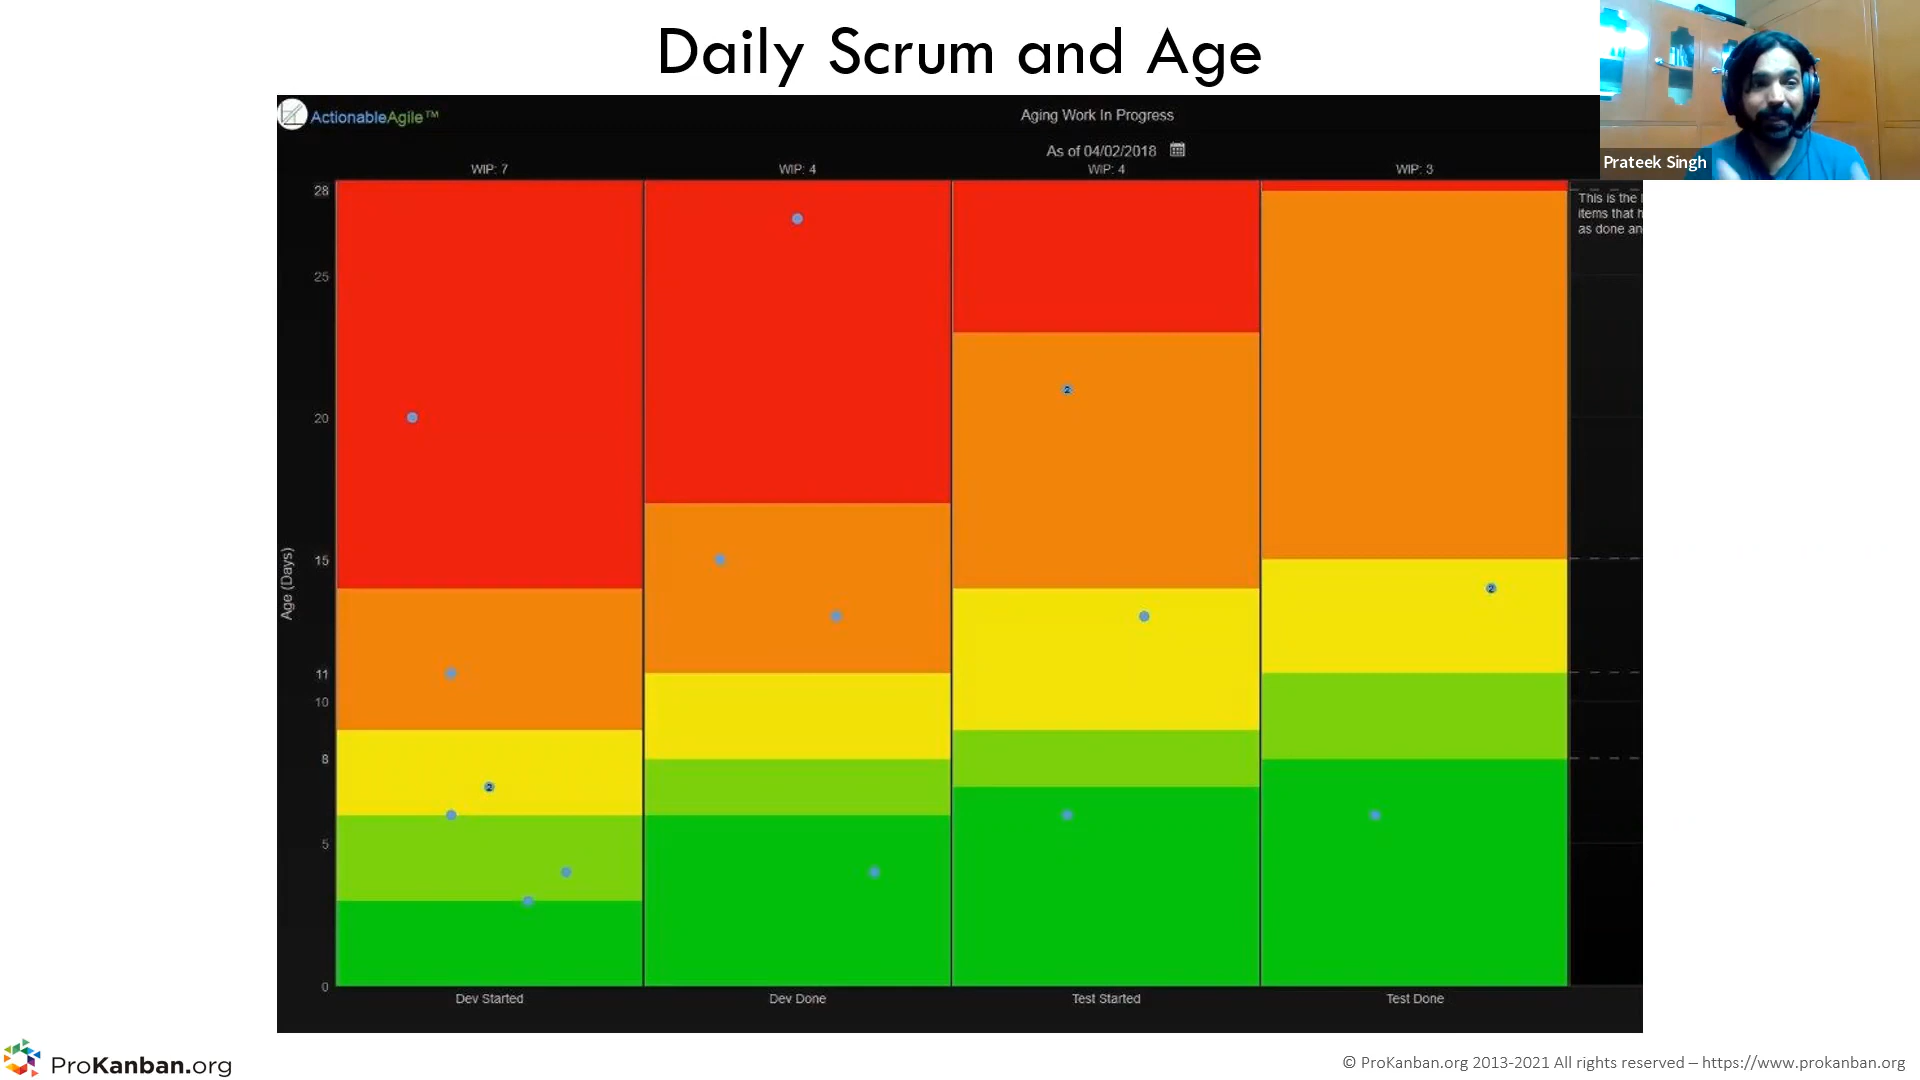 Daily Scrum and Age
ActionableAgile™
Aging Work In Progress
As of 04/02/2018
WIP: 7
WIP: 4
WIP: 4
WIP: 3
Prateek Singh
This is the
items that
as done an
28
25
20
15
11
10
8
5
0
Age (Days)
2
2
2
Dev Started
Dev Done
Test Started
Test Done
ProKanban.org
© ProKanban.org 2013-2021 All rights reserved – https://www.prokanban.org